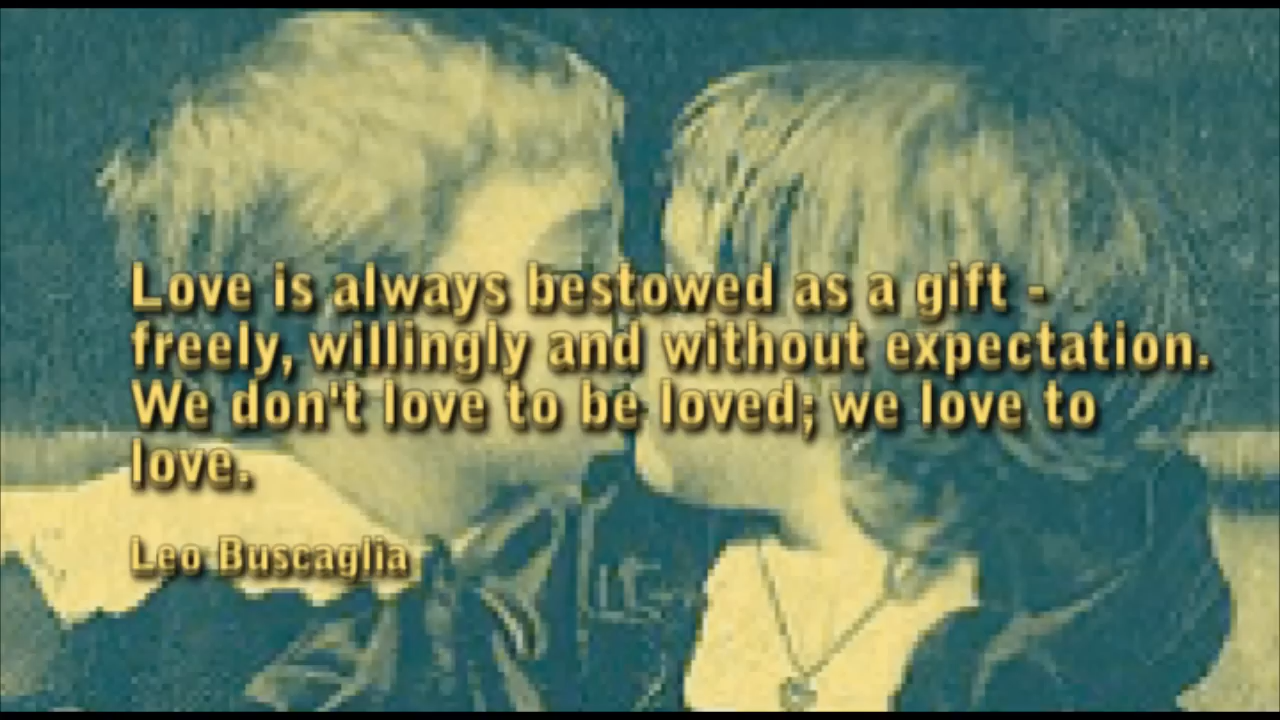 Love is always bestowed as a gift -
freely, willingly and without expectation.
We don't love to be loved; we love to
love.
Leo Buscaglia